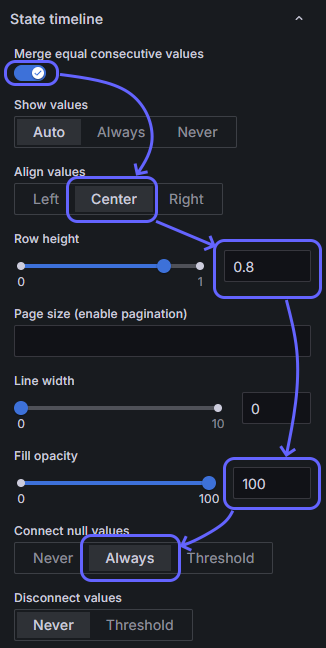 State timeline
Merge equal consecutive values
Show values
Auto Always Never
Align values
Left Center Right
Row height
0 1 0.8
Page size (enable pagination)
Line width
0 10 0
Fill opacity
0 100 100
Connect null values
Never Always Threshold
Disconnect values
Never Threshold